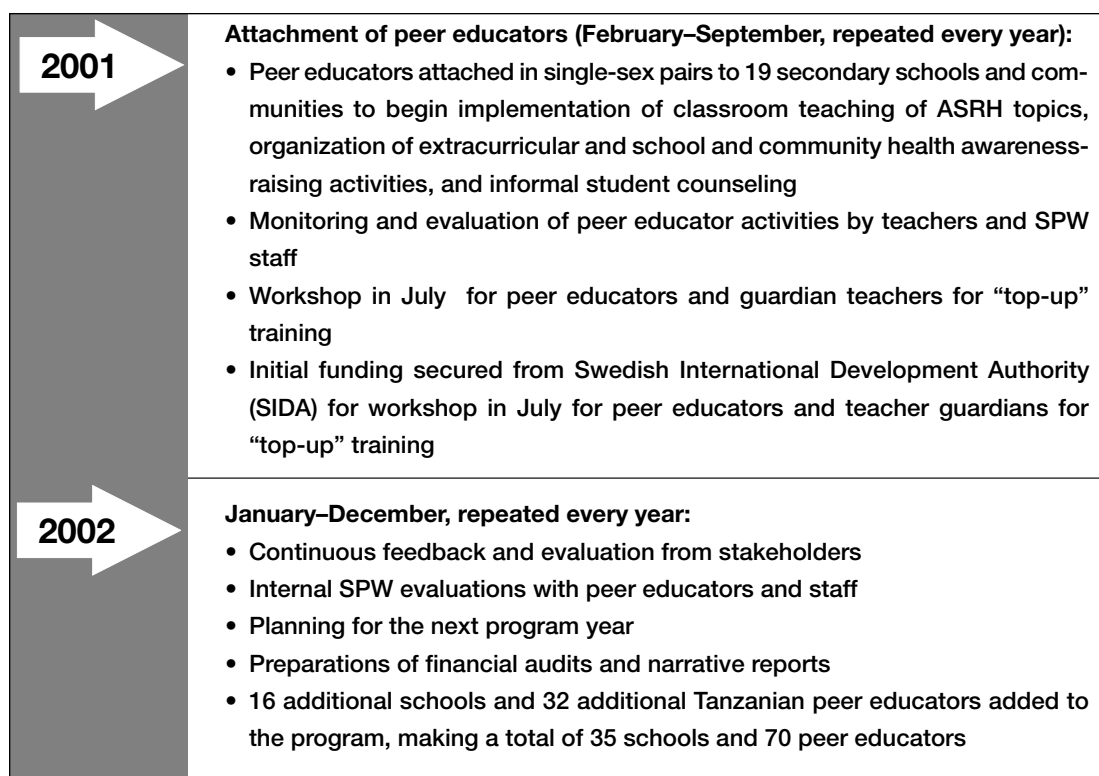 2001
Attachment of peer educators (February–September, repeated every year):
• Peer educators attached in single-sex pairs to 19 secondary schools and com-
munities to begin implementation of classroom teaching of ASRH topics,
organization of extracurricular and school and community health awareness-
raising activities, and informal student counseling
• Monitoring and evaluation of peer educator activities by teachers and SPW
staff
• Workshop in July for peer educators and guardian teachers for “top-up”
training
• Initial funding secured from Swedish International Development Authority
(SIDA) for workshop in July for peer educators and teacher guardians for
“top-up” training
2002
January–December, repeated every year:
• Continuous feedback and evaluation from stakeholders
• Internal SPW evaluations with peer educators and staff
• Planning for the next program year
• Preparations of financial audits and narrative reports
• 16 additional schools and 32 additional Tanzanian peer educators added to
the program, making a total of 35 schools and 70 peer educators